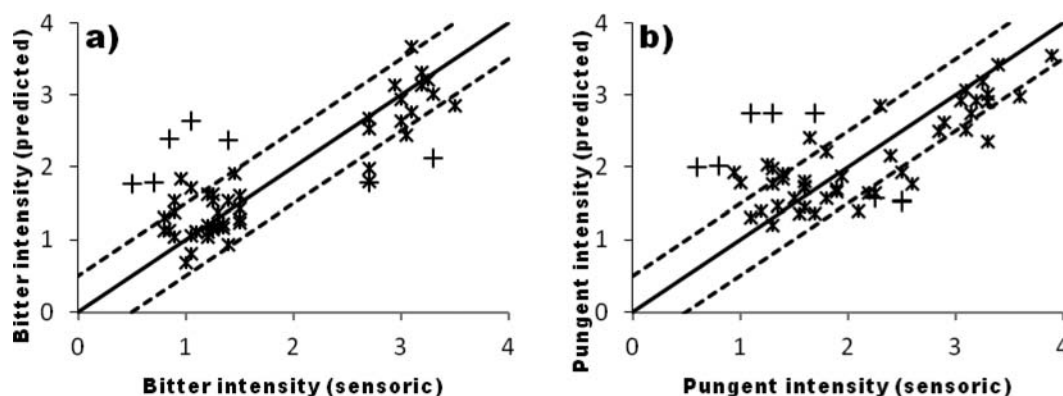 a)
Bitter intensity (predicted)
4
3
2
1
0
0 1 2 3 4
Bitter intensity (sensoric)
b)
Pungent intensity (predicted)
4
3
2
1
0
0 1 2 3 4
Pungent intensity (sensoric)